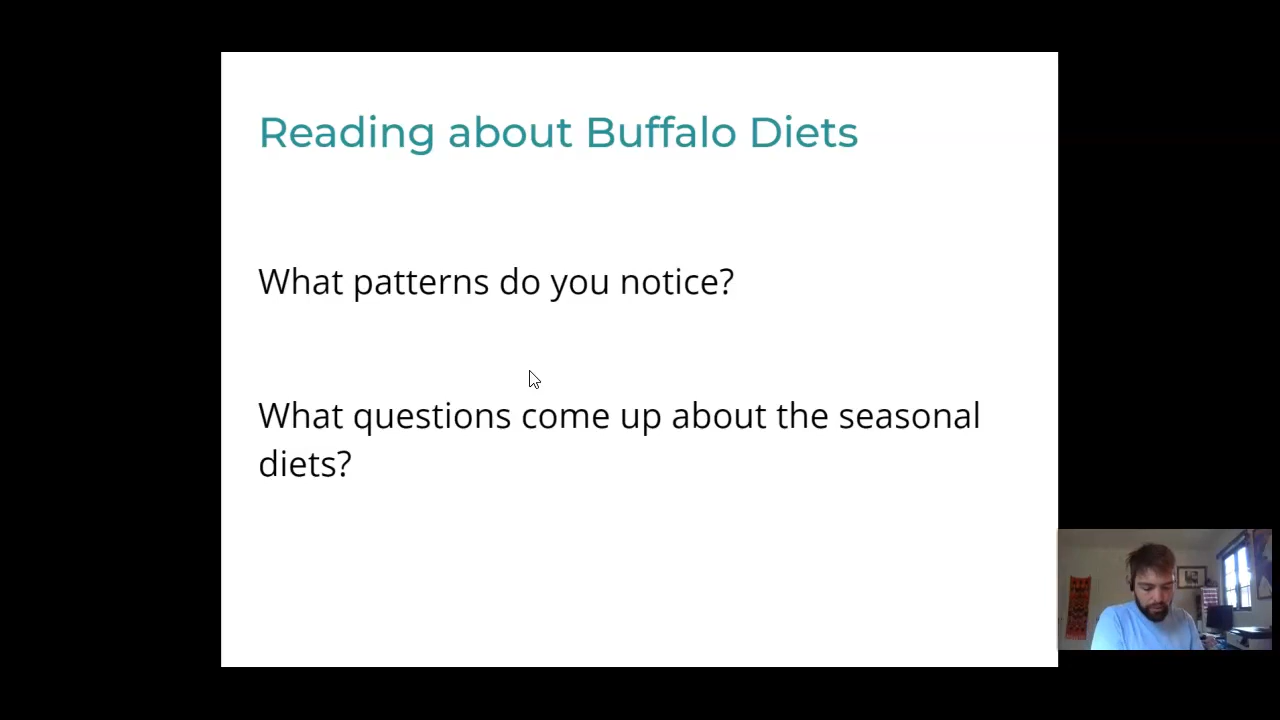 Reading about Buffalo Diets
What patterns do you notice?
What questions come up about the seasonal
diets?